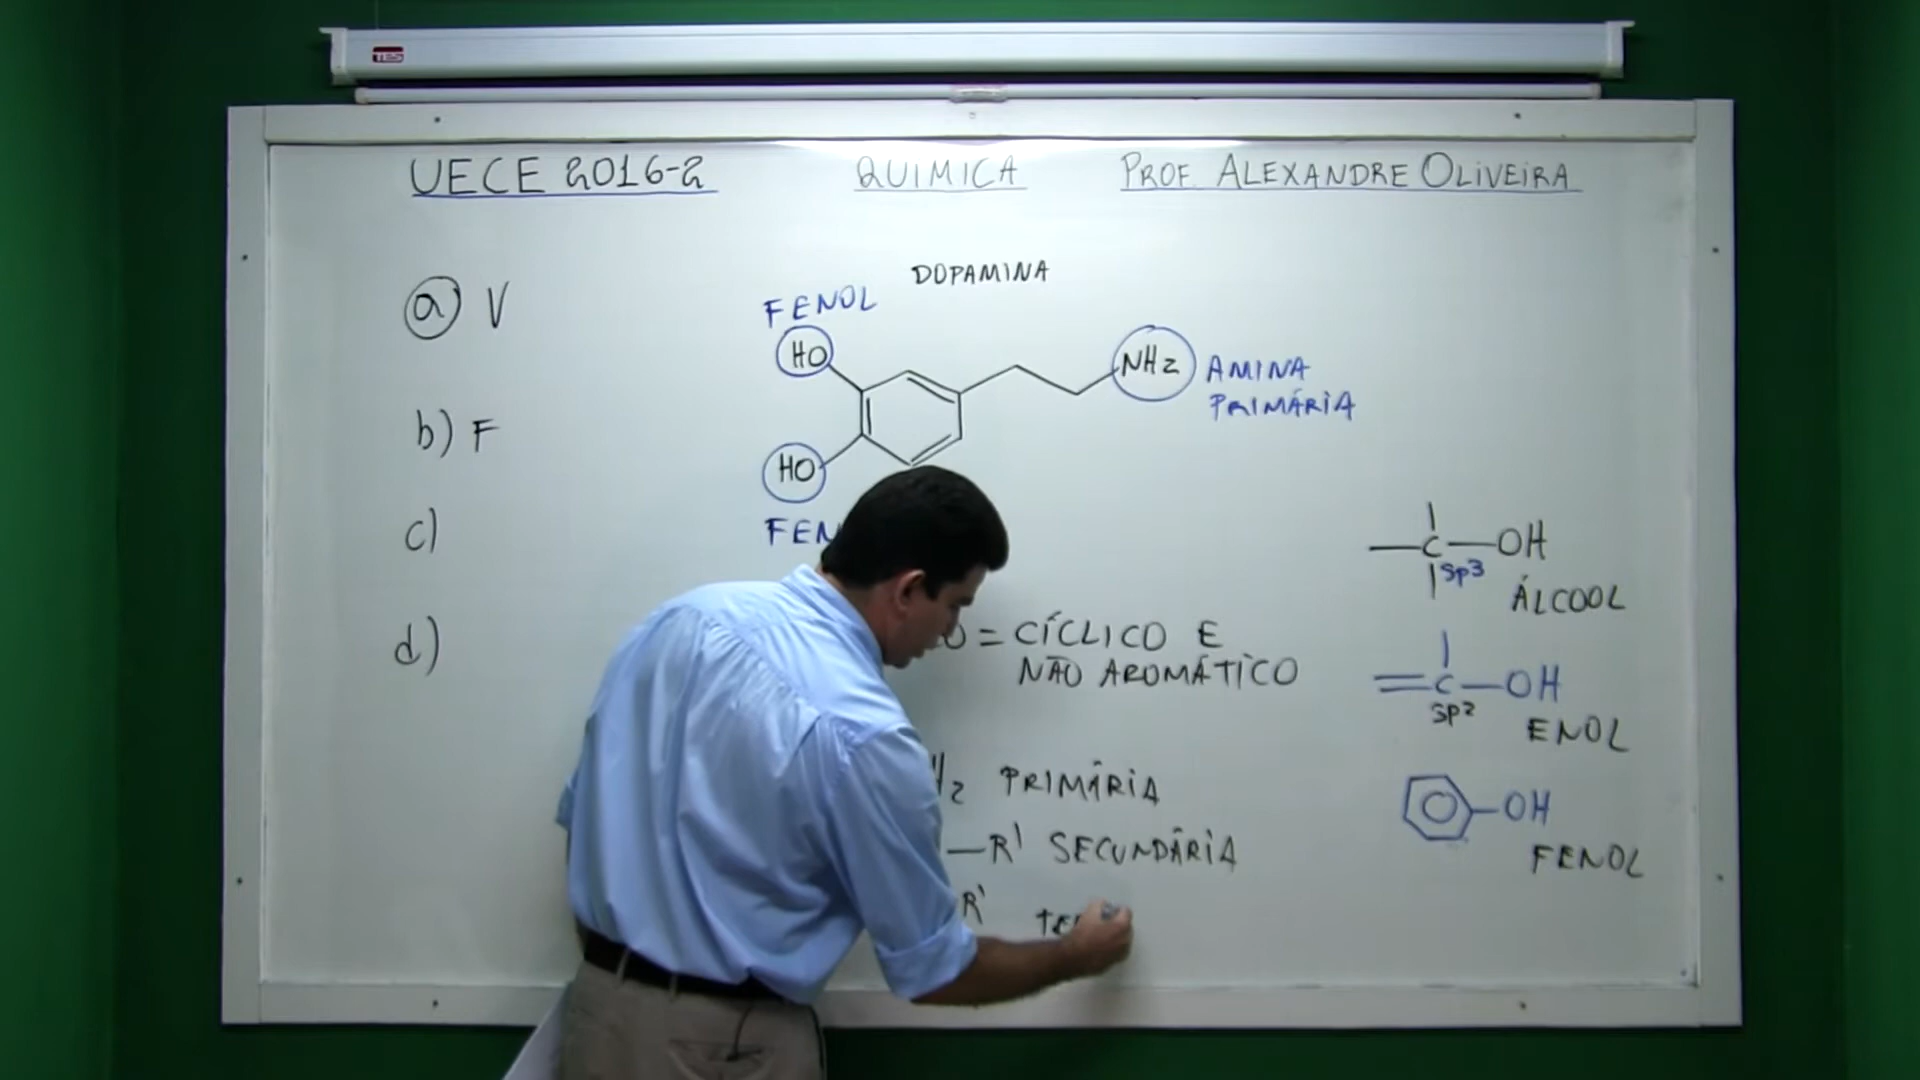 UECE 2016-2 QUIMICA PROF. ALEXANDRE OLIVEIRA
a) V
b) F
c)
d)
DOPAMINA
FENOL
HO
NH2 AMINA
PRIMÁRIA
HO
= CÍCLICO E
NÃO AROMÁTICO
PRIMÁRIA
—R' SECUNDÁRIA
R'
C—OH
sp3
ÁLCOOL
=C—OH
sp2
ENOL
—OH
FENOL